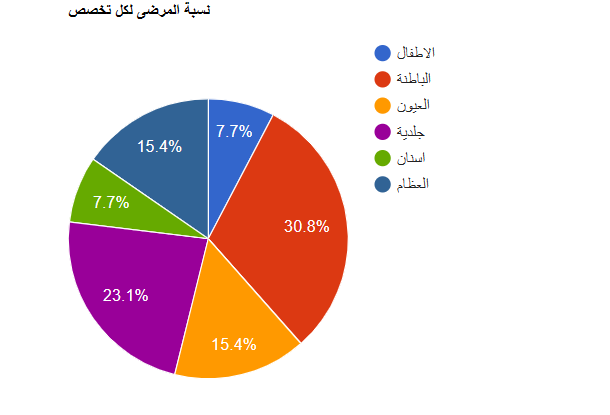 نسبة المرضى لكل تخصص
الاطفال
الباطنة
العيون
جلدية
اسنان
العظام
7.7%
30.8%
15.4%
23.1%
7.7%
15.4%